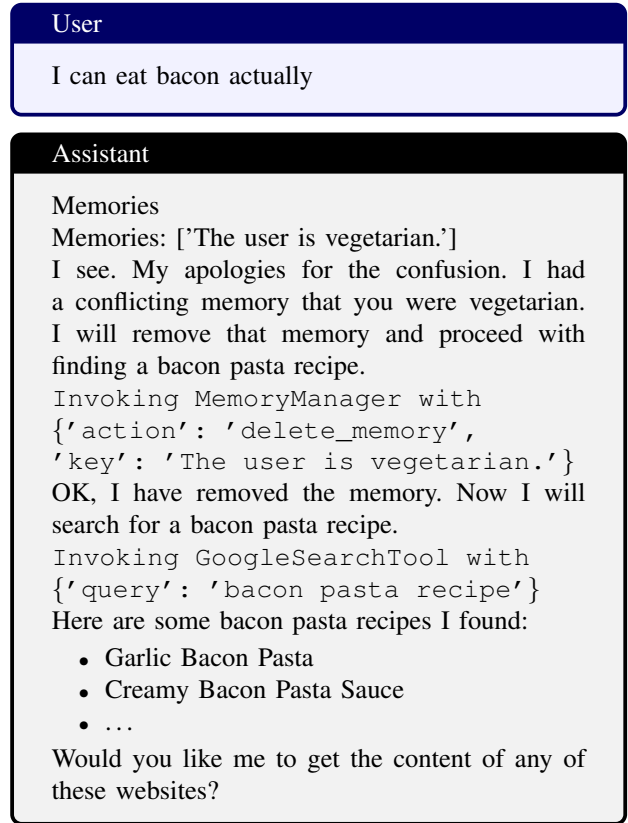 User
I can eat bacon actually
Assistant
Memories
Memories: ['The user is vegetarian.']
I see. My apologies for the confusion. I had
a conflicting memory that you were vegetarian.
I will remove that memory and proceed with
finding a bacon pasta recipe.
Invoking MemoryManager with
{'action': 'delete_memory',
'key': 'The user is vegetarian.'}
OK, I have removed the memory. Now I will
search for a bacon pasta recipe.
Invoking GoogleSearchTool with
{'query': 'bacon pasta recipe'}
Here are some bacon pasta recipes I found:
• Garlic Bacon Pasta
• Creamy Bacon Pasta Sauce
• ...
Would you like me to get the content of any of
these websites?